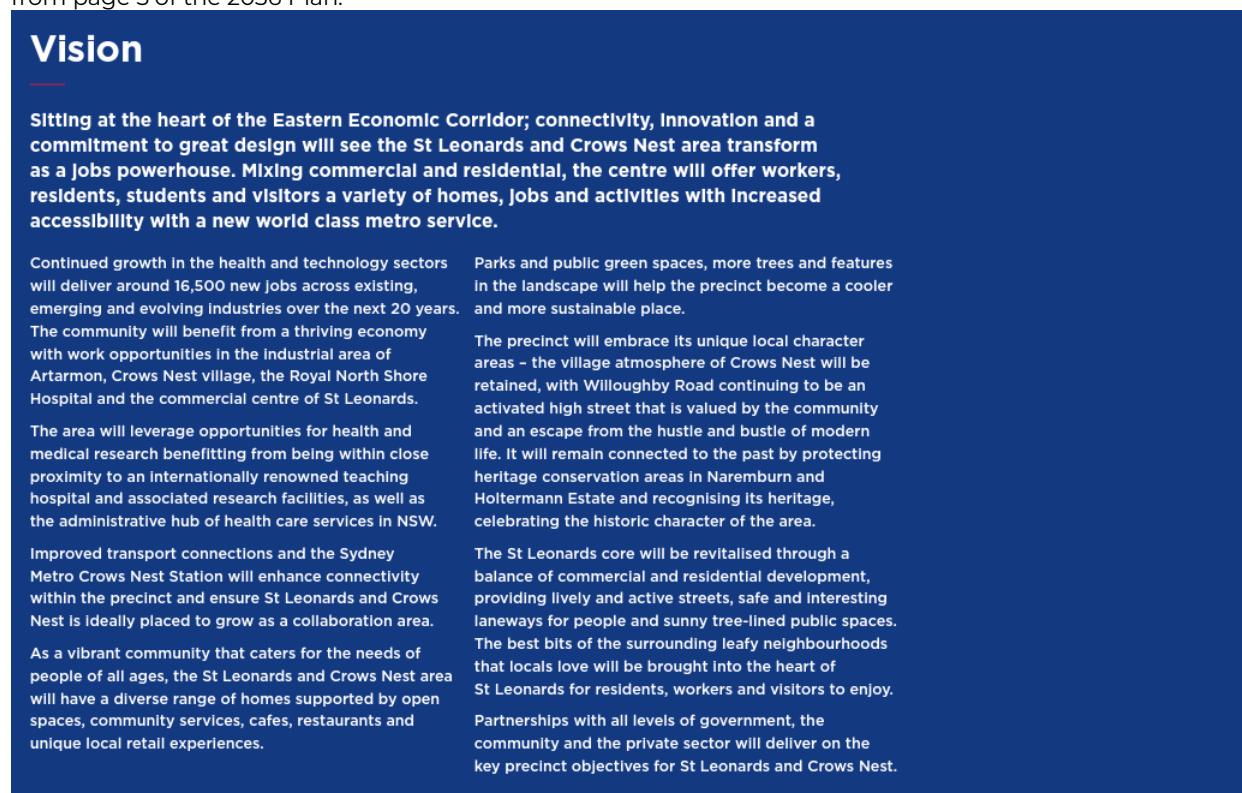 from page 5 of the 2036 Plan.
Vision
Sitting at the heart of the Eastern Economic Corridor; connectivity, innovation and a
commitment to great design will see the St Leonards and Crows Nest area transform
as a jobs powerhouse. Mixing commercial and residential, the centre will offer workers,
residents, students and visitors a variety of homes, jobs and activities with increased
accessibility with a new world class metro service.
Continued growth in the health and technology sectors
will deliver around 16,500 new jobs across existing,
emerging and evolving industries over the next 20 years.
The community will benefit from a thriving economy
with work opportunities in the industrial area of
Artarmon, Crows Nest village, the Royal North Shore
Hospital and the commercial centre of St Leonards.
The area will leverage opportunities for health and
medical research benefitting from being within close
proximity to an internationally renowned teaching
hospital and associated research facilities, as well as
the administrative hub of health care services in NSW.
Improved transport connections and the Sydney
Metro Crows Nest Station will enhance connectivity
within the precinct and ensure St Leonards and Crows
Nest is ideally placed to grow as a collaboration area.
As a vibrant community that caters for the needs of
people of all ages, the St Leonards and Crows Nest area
will have a diverse range of homes supported by open
spaces, community services, cafes, restaurants and
unique local retail experiences.
Parks and public green spaces, more trees and features
in the landscape will help the precinct become a cooler
and more sustainable place.
The precinct will embrace its unique local character
areas – the village atmosphere of Crows Nest will be
retained, with Willoughby Road continuing to be an
activated high street that is valued by the community
and an escape from the hustle and bustle of modern
life. It will remain connected to the past by protecting
heritage conservation areas in Naremburn and
Holtermann Estate and recognising its heritage,
celebrating the historic character of the area.
The St Leonards core will be revitalised through a
balance of commercial and residential development,
providing lively and active streets, safe and interesting
laneways for people and sunny tree-lined public spaces.
The best bits of the surrounding leafy neighbourhoods
that locals love will be brought into the heart of
St Leonards for residents, workers and visitors to enjoy.
Partnerships with all levels of government, the
community and the private sector will deliver on the
key precinct objectives for St Leonards and Crows Nest.